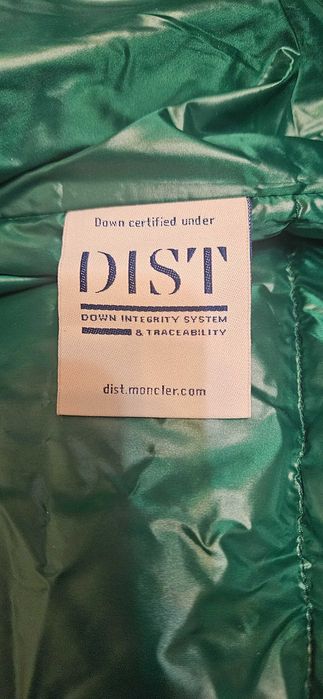 Down certified under
DIST
DOWN INTEGRITY SYSTEM
& TRACEABILITY
dist.moncler.com